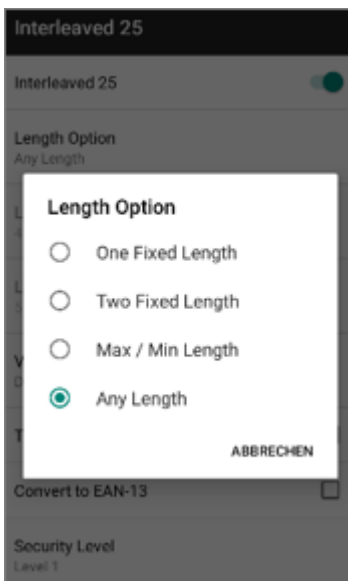 Interleaved 25
Interleaved 25
Length Option
Any Length
Length Option
One Fixed Length
Two Fixed Length
Max / Min Length
Any Length
ABBRECHEN
Convert to EAN-13
Security Level
Level 1